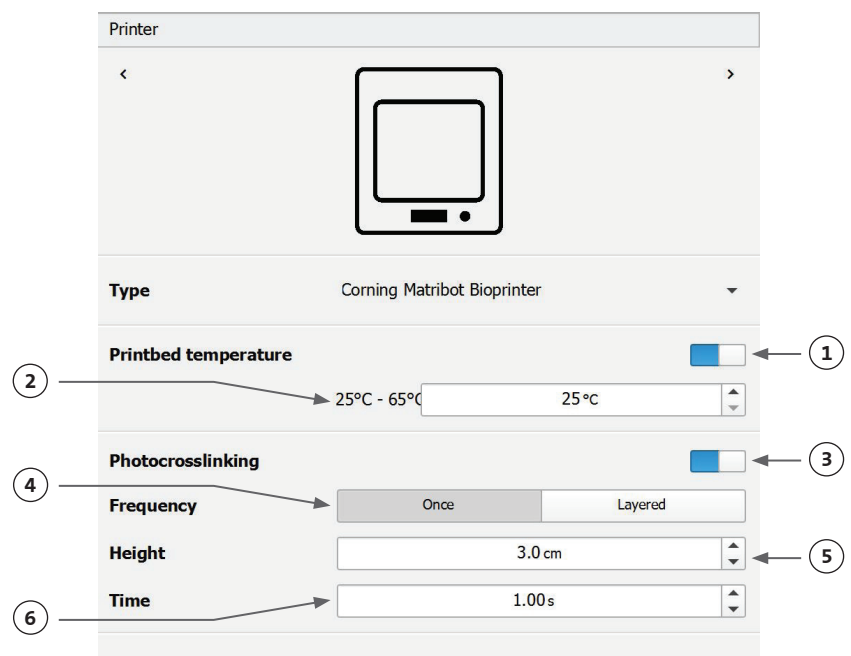 Printer
< >
Type Corning Matribot Bioprinter
Printbed temperature 1
2 25°C - 65°C 25°C
Photocrosslinking 3
4 Frequency Once Layered
Height 3.0 cm 5
Time 1.00 s
6